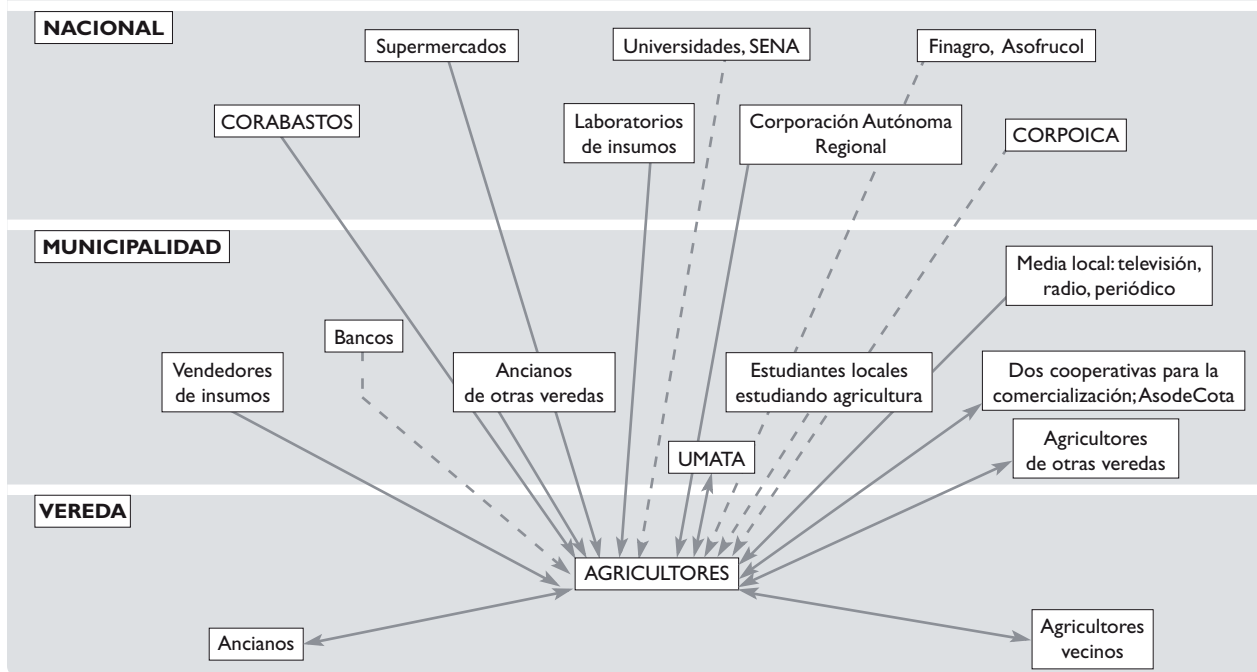 NACIONAL
Supermercados
Universidades, SENA
Finagro, Asofrucol
CORABASTOS
Laboratorios
de insumos
Corporación Autónoma
Regional
CORPOICA
MUNICIPALIDAD
Media local: televisión,
radio, periódico
Bancos
Vendedores
de insumos
Ancianos
de otras veredas
Estudiantes locales
estudiando agricultura
Dos cooperativas para la
comercialización; AsodeCota
UMATA
Agricultores
de otras veredas
VEREDA
AGRICULTORES
Ancianos
Agricultores
vecinos